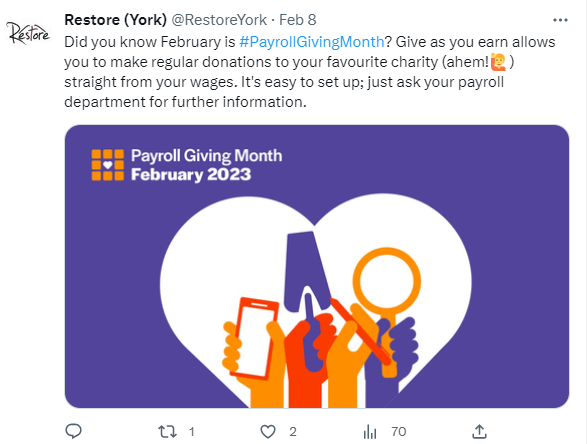 Restore
Restore (York) @RestoreYork · Feb 8
Did you know February is #PayrollGivingMonth? Give as you earn allows
you to make regular donations to your favourite charity (ahem!🙋 )
straight from your wages. It's easy to set up; just ask your payroll
department for further information.
Payroll Giving Month
February 2023
1
2
70